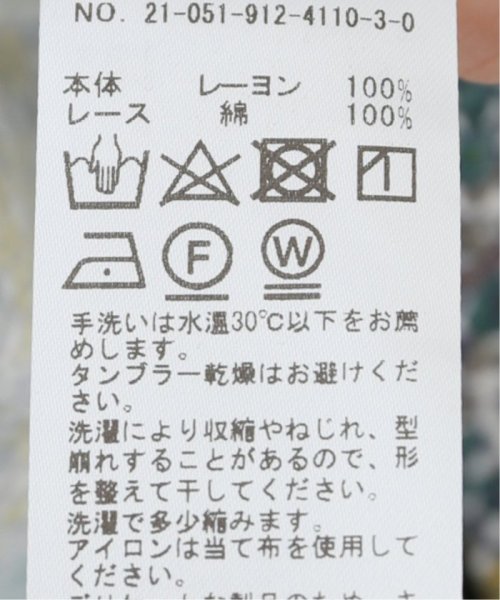 NO. 21-051-912-4110-3-0
本体 レーヨン 100%
レース 綿 100%
F W
手洗いは水温30℃以下をお薦
めします。
タンブラー乾燥はお避けくだ
さい。
洗濯により収縮やねじれ、型
崩れすることがあるので、形
を整えて干してください。
洗濯で多少縮みます。
アイロンは当て布を使用して
ください。